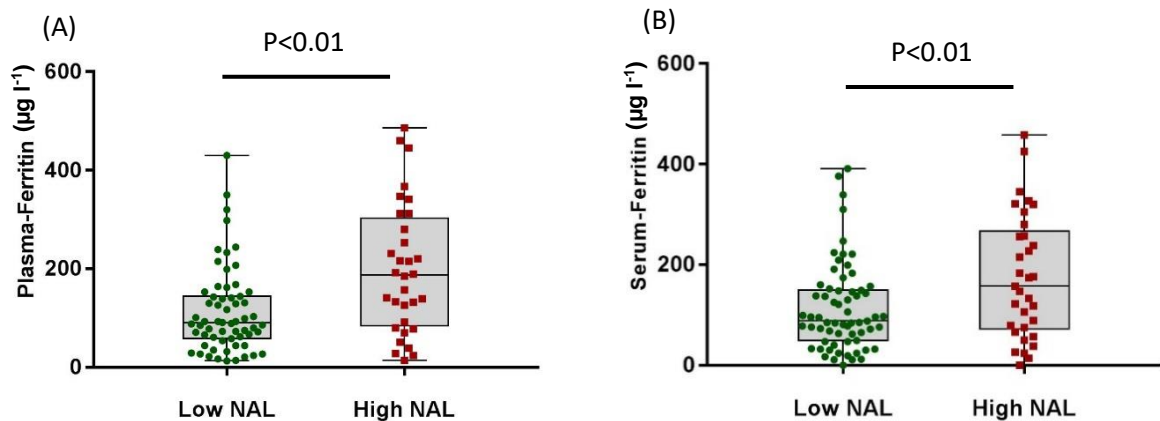 (A)
P<0.01
Plasma-Ferritin (µg l⁻¹)
600
400
200
0
Low NAL
High NAL
(B)
P<0.01
Serum-Ferritin (µg l⁻¹)
600
400
200
0
Low NAL
High NAL